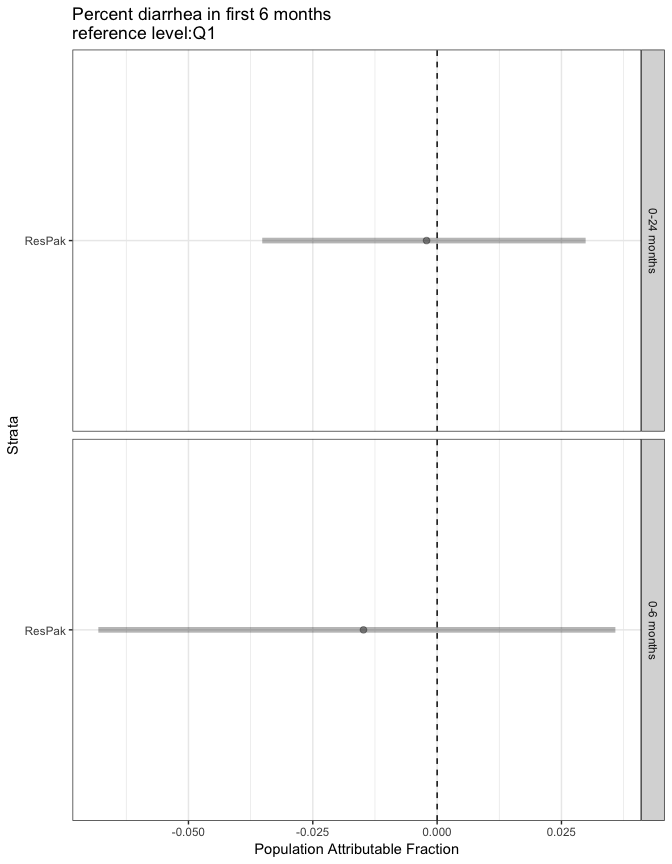 Percent diarrhea in first 6 months
reference level:Q1
ResPak
0-24 months
Strata
ResPak
0-6 months
-0.050
-0.025
0.000
0.025
Population Attributable Fraction